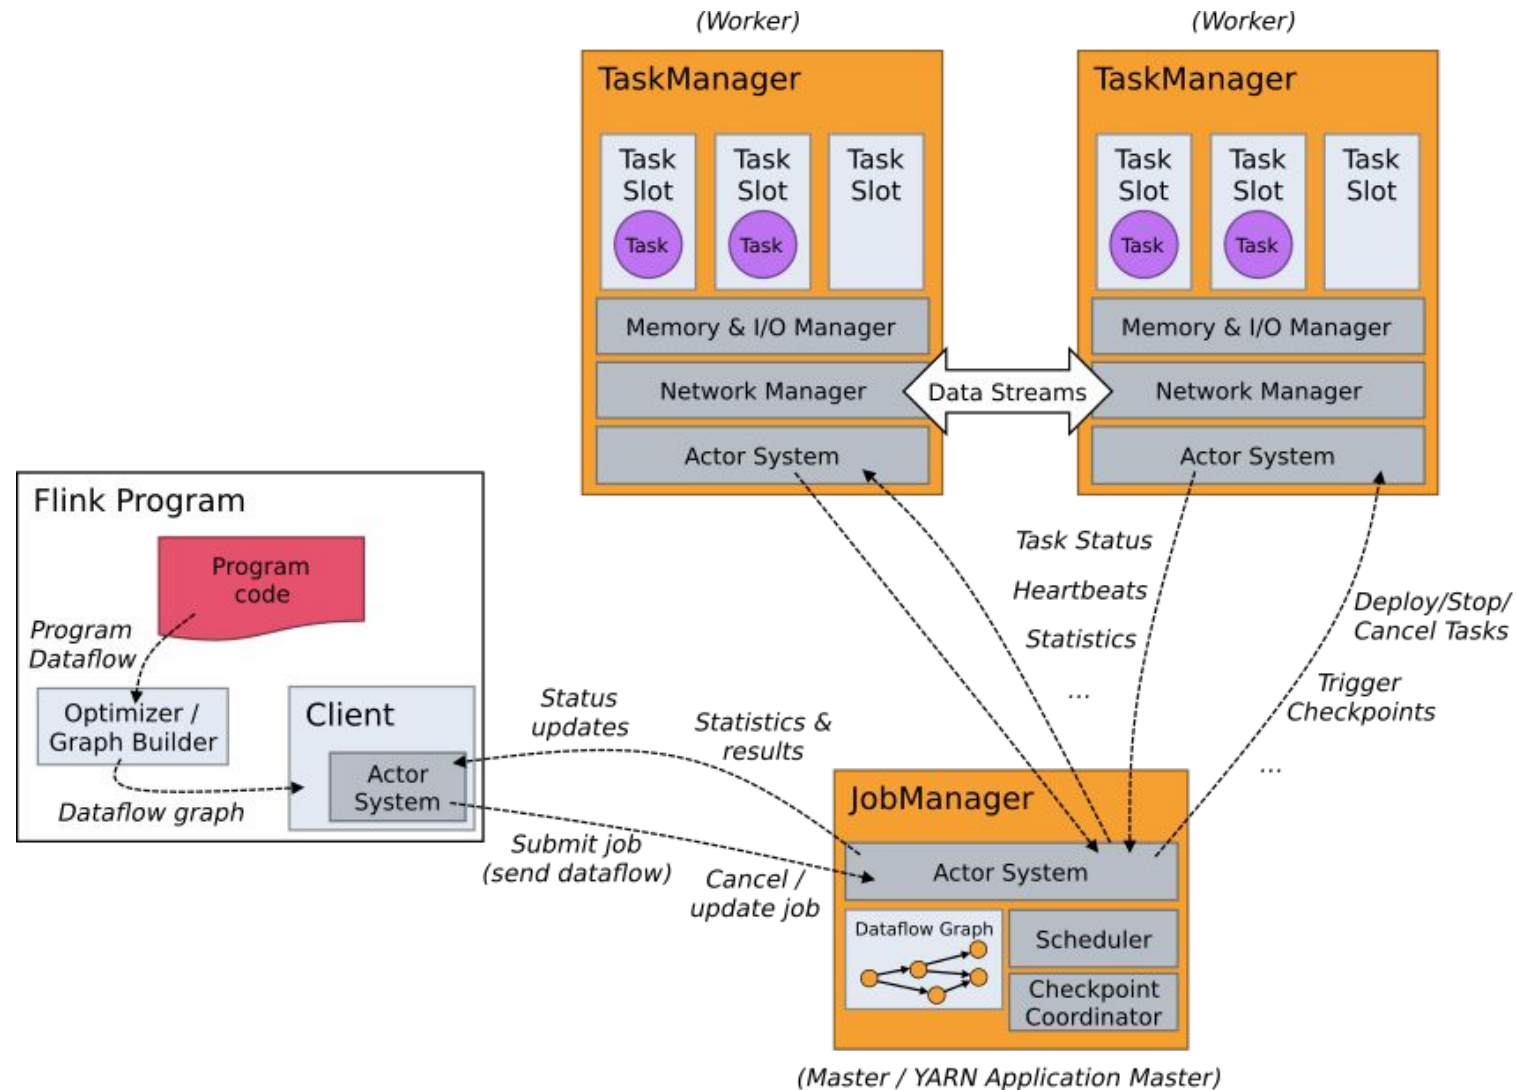 (Worker)
(Worker)
TaskManager
TaskManager
Task
Slot
Task
Task
Slot
Task
Task
Slot
Task
Slot
Task
Task
Slot
Task
Task
Slot
Memory & I/O Manager
Memory & I/O Manager
Network Manager
Data Streams
Network Manager
Actor System
Actor System
Flink Program
Program
code
Program
Dataflow
Optimizer /
Graph Builder
Client
Actor
System
Dataflow graph
Status
updates
Statistics &
results
Submit job
(send dataflow)
Cancel /
update job
Task Status
Heartbeats
Statistics
...
Deploy/Stop/
Cancel Tasks
Trigger
Checkpoints
...
JobManager
Actor System
Dataflow Graph
Scheduler
Checkpoint
Coordinator
(Master / YARN Application Master)